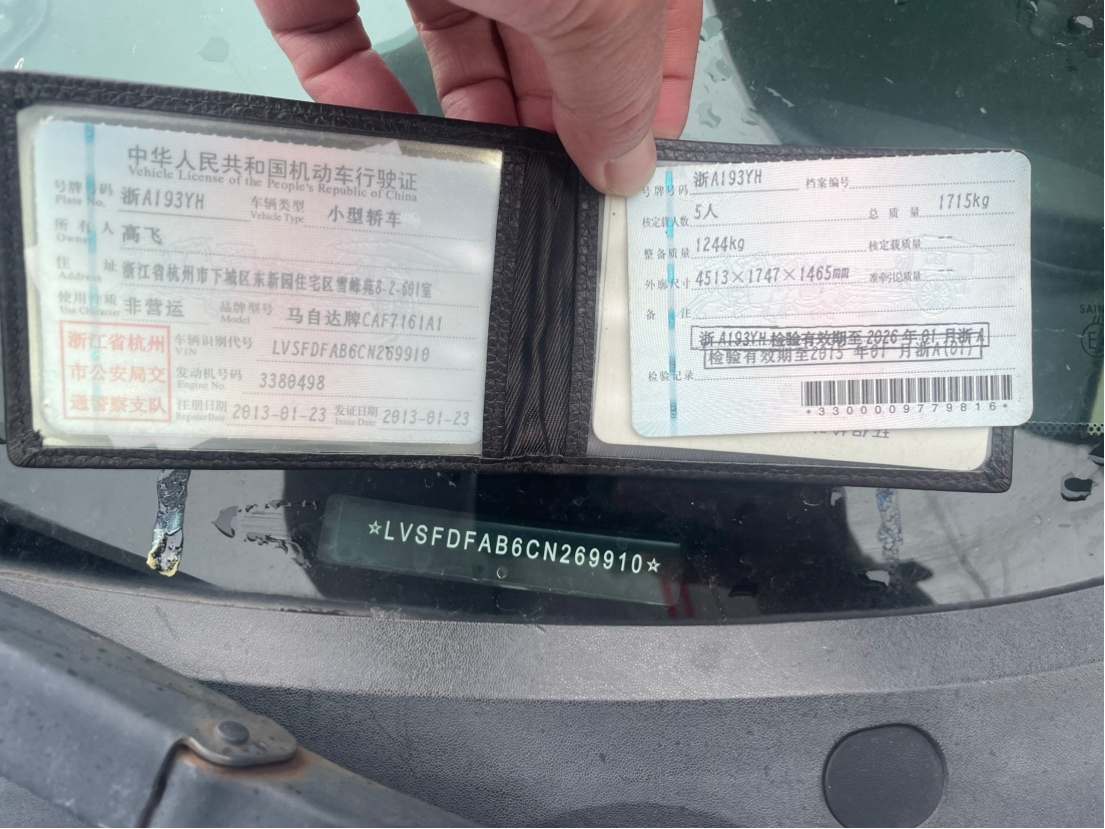 中华人民共和国机动车行驶证
Vehicle License of the People's Republic of China
号牌号码 浙A193YH 车辆类型 小型轿车
Plate No. Vehicle Type
所有人 高飞
Owner
住址 浙江省杭州市下城区东新园住宅区雪峰苑8-2-601室
Address
使用性质 非营运 品牌型号 马自达牌CAF7161A1
Use Character Model
浙江省杭州
市公安局交
通警察支队
车辆识别代号 LVSFDFAB6CN269910
VIN
发动机号码 3380498
Engine No.
注册日期 2013-01-23 发证日期 2013-01-23
Register Date Issue Date
号牌号码 浙A193YH 档案编号
核定载人数 5人 总质量 1715kg
整备质量 1244kg 核定载质量 --
外廓尺寸 4513×1747×1465mm 准牵引总质量 --
备注
浙A193YH 检验有效期至 2026年01月浙A
检验有效期至2015年01月浙A(01)
检验记录
*3300009779816*
☆LVSFDFAB6CN269910☆
SAIN
E